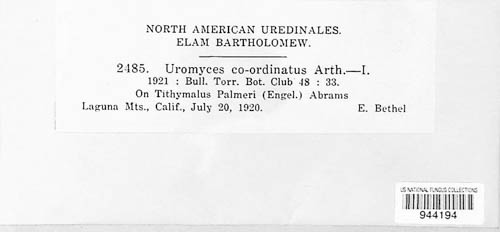 NORTH AMERICAN UREDINALES.
ELAM BARTHOLOMEW.
2485. Uromyces co-ordinatus Arth.—I.
1921 : Bull. Torr. Bot. Club 48 : 33.
On Tithymalus Palmeri (Engel.) Abrams
Laguna Mts., Calif., July 20, 1920. E. Bethel
US NATIONAL FUNGUS COLLECTIONS
944194